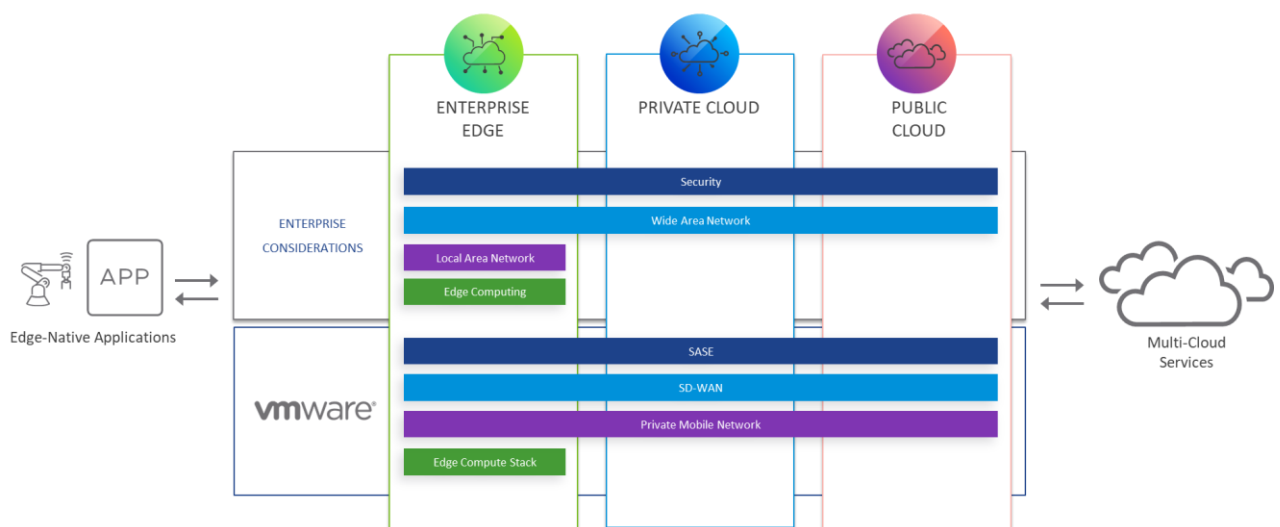 ENTERPRISE
EDGE
PRIVATE CLOUD
PUBLIC
CLOUD
Security
ENTERPRISE
CONSIDERATIONS
Wide Area Network
Local Area Network
Edge Computing
APP
Edge-Native Applications
Multi-Cloud
Services
vmware®
SASE
SD-WAN
Private Mobile Network
Edge Compute Stack